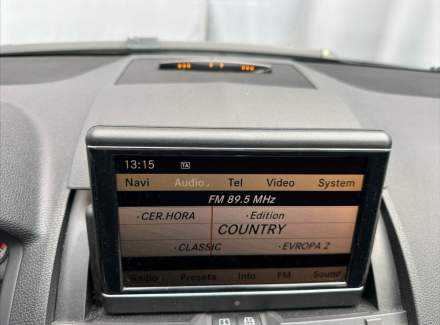 13:15 TA
Navi Audio Tel Video System
FM 89.5 MHz
·CER.HORA ·Edition
COUNTRY
·CLASSIC ·EVROPA 2
Radio Presets Info FM Sound